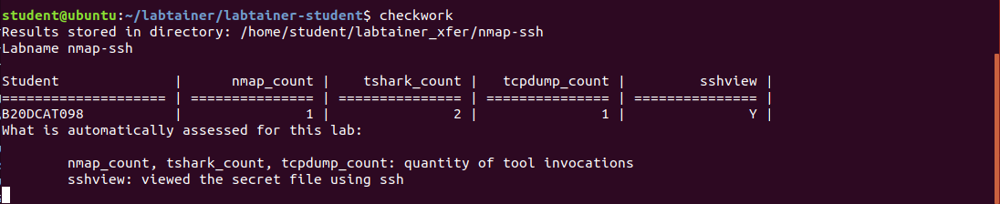 student@ubuntu:~/labtainer/labtainer-student$ checkwork
Results stored in directory: /home/student/labtainer_xfer/nmap-ssh
Labname nmap-ssh
Student | nmap_count | tshark_count | tcpdump_count | sshview |
==================== | =============== | =============== | =============== | =============== |
B20DCAT098 | 1 | 2 | 1 | Y |
What is automatically assessed for this lab:
nmap_count, tshark_count, tcpdump_count: quantity of tool invocations
sshview: viewed the secret file using ssh